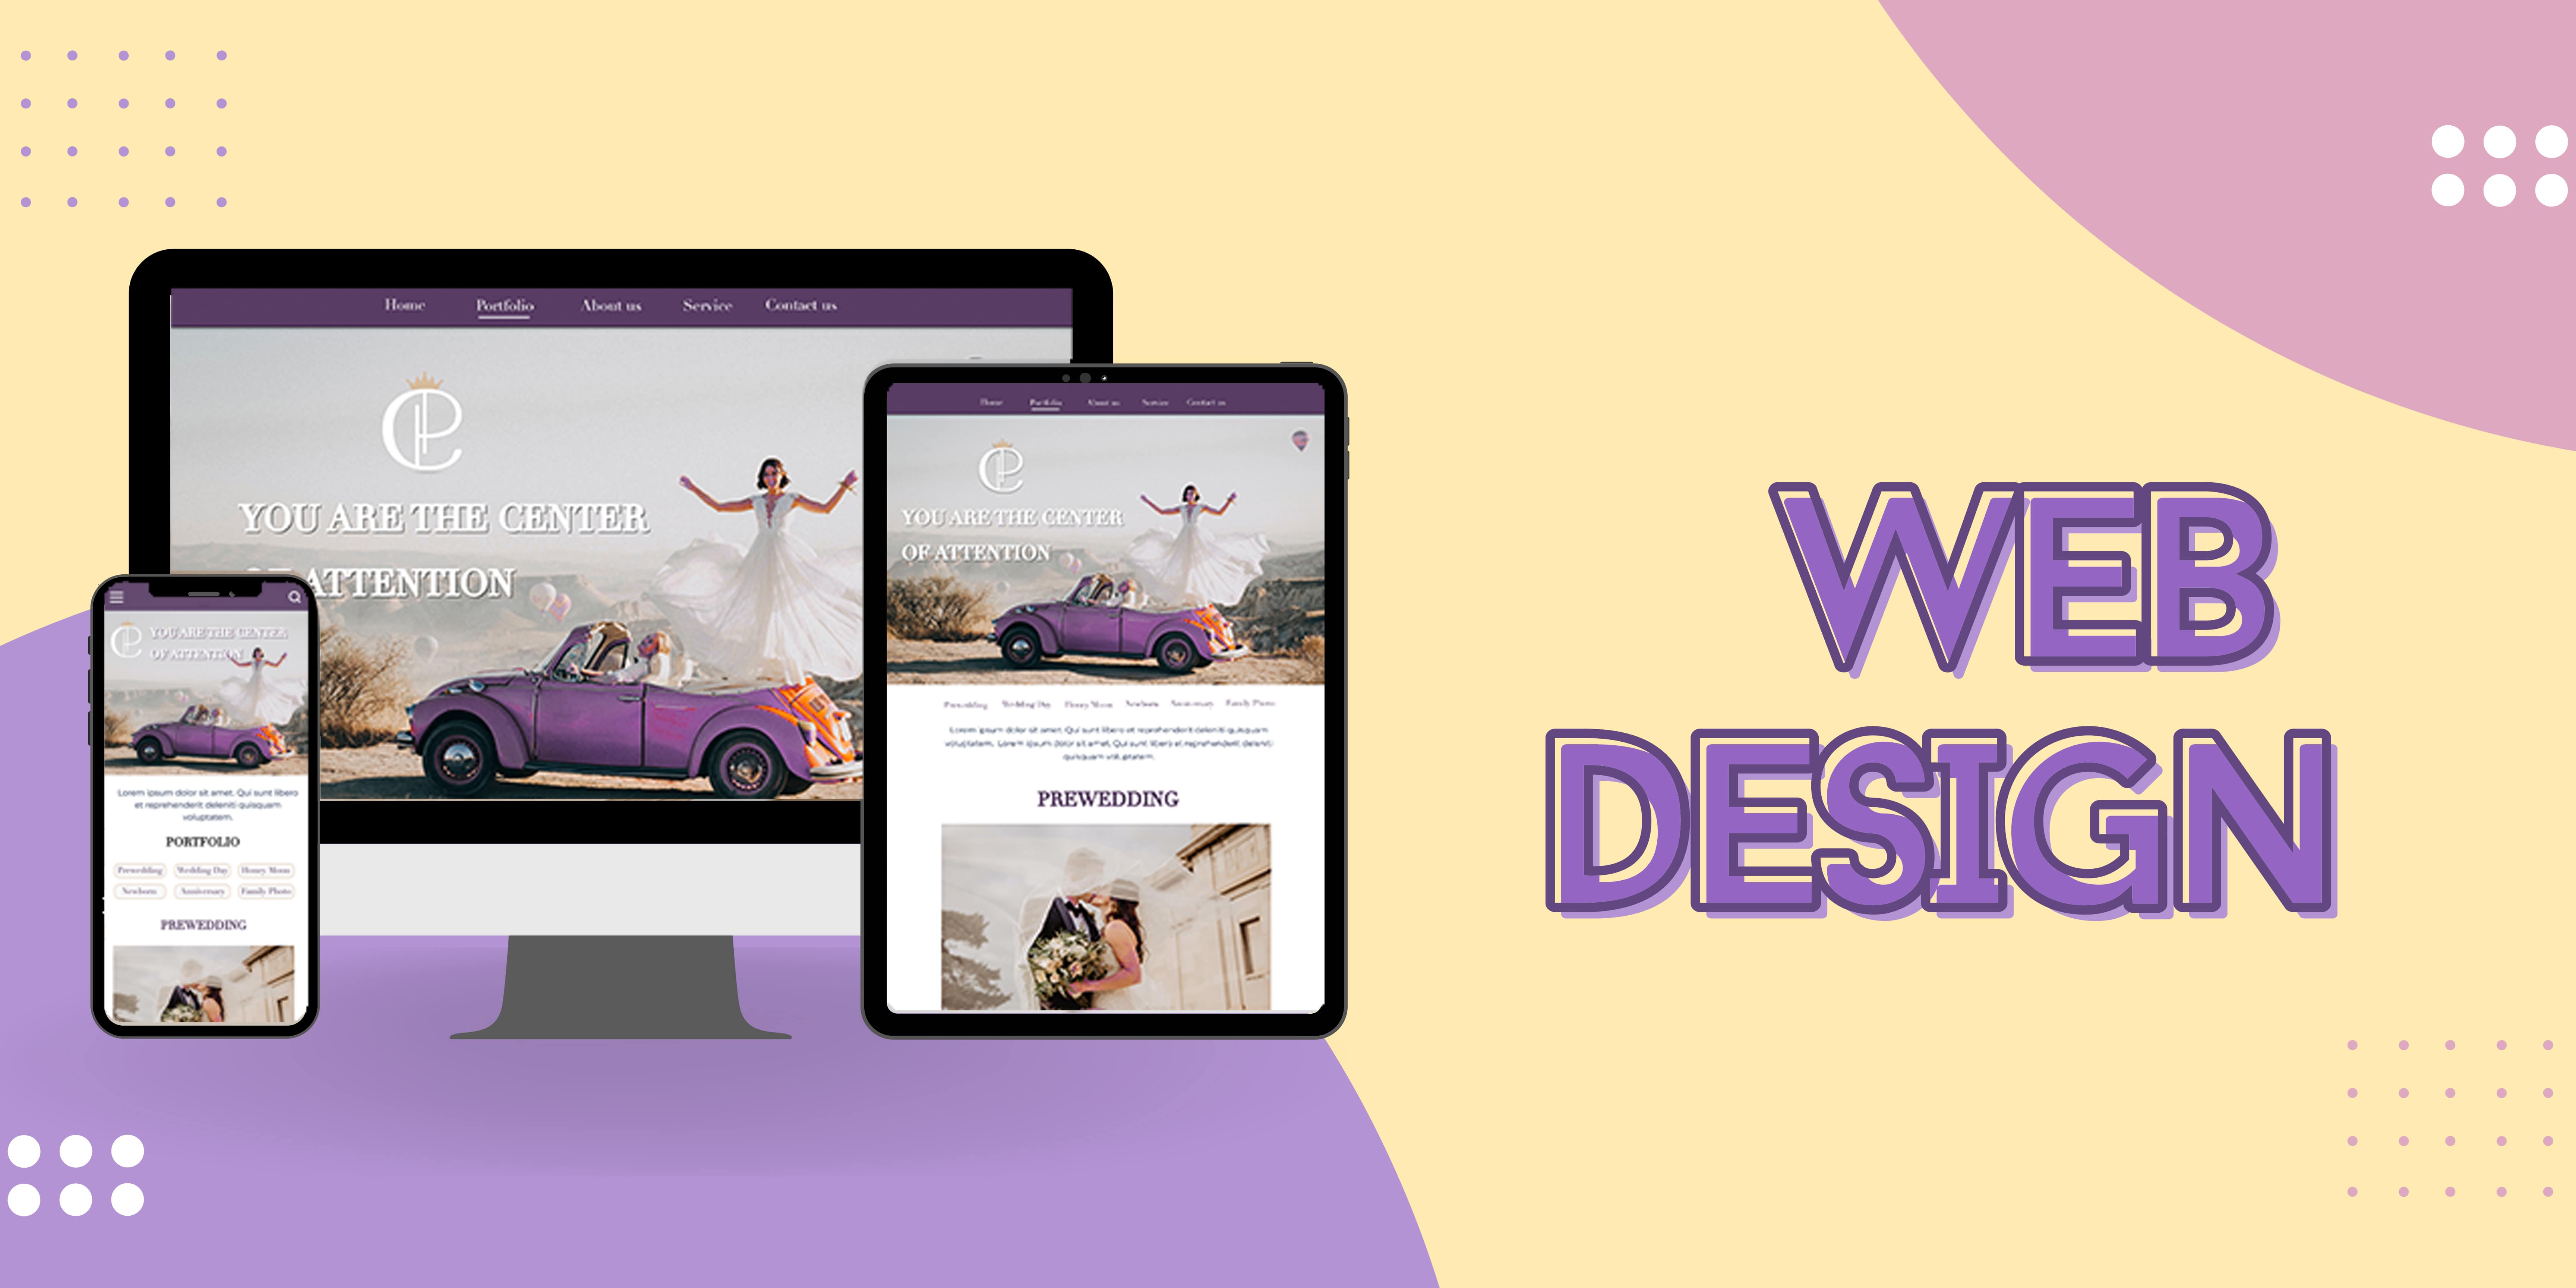 Home Portfolio About us Service Contact us
YOU ARE THE CENTER
ATTENTION
Home Portfolio About us Service Contact us
YOU ARE THE CENTER
OF ATTENTION
Prewedding Wedding Day Honey Moon Newborn Anniversary Family Photo
Lorem ipsum dolor sit amet. Qui sunt libero et reprehenderit deleniti quisquam
voluptatem. Lorem ipsum dolor sit amet. Qui sunt libero et reprehenderit deleniti
quisquam voluptatem.
PREWEDDING
YOU ARE THE CENTER
OF ATTENTION
Lorem ipsum dolor sit amet. Qui sunt libero
et reprehenderit deleniti quisquam
voluptatem.
PORTFOLIO
Prewedding Wedding Day Honey Moon
Newborn Anniversary Family Photo
PREWEDDING
WEB
DESIGN